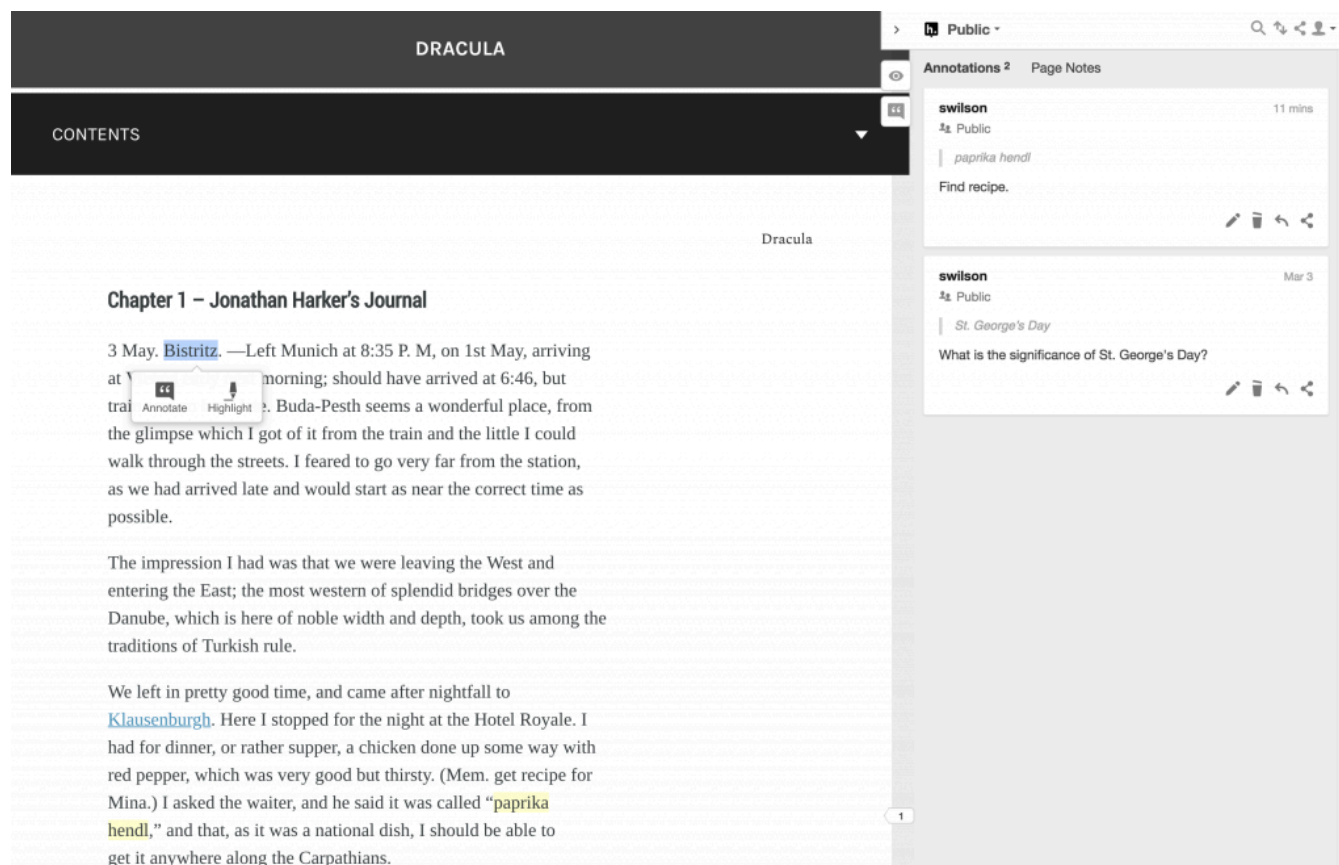 DRACULA
CONTENTS
Dracula
Chapter 1 – Jonathan Harker's Journal
3 May. Bistritz. —Left Munich at 8:35 P. M, on 1st May, arriving
at morning; should have arrived at 6:46, but
Annotate Highlight
Buda-Pesth seems a wonderful place, from
the glimpse which I got of it from the train and the little I could
walk through the streets. I feared to go very far from the station,
as we had arrived late and would start as near the correct time as
possible.
The impression I had was that we were leaving the West and
entering the East; the most western of splendid bridges over the
Danube, which is here of noble width and depth, took us among the
traditions of Turkish rule.
We left in pretty good time, and came after nightfall to
Klausenburgh. Here I stopped for the night at the Hotel Royale. I
had for dinner, or rather supper, a chicken done up some way with
red pepper, which was very good but thirsty. (Mem. get recipe for
Mina.) I asked the waiter, and he said it was called “paprika
hendl,” and that, as it was a national dish, I should be able to
get it anywhere along the Carpathians.
1
h. Public
Annotations 2 Page Notes
swilson 11 mins
Public
paprika hendl
Find recipe.
swilson Mar 3
Public
St. George's Day
What is the significance of St. George's Day?